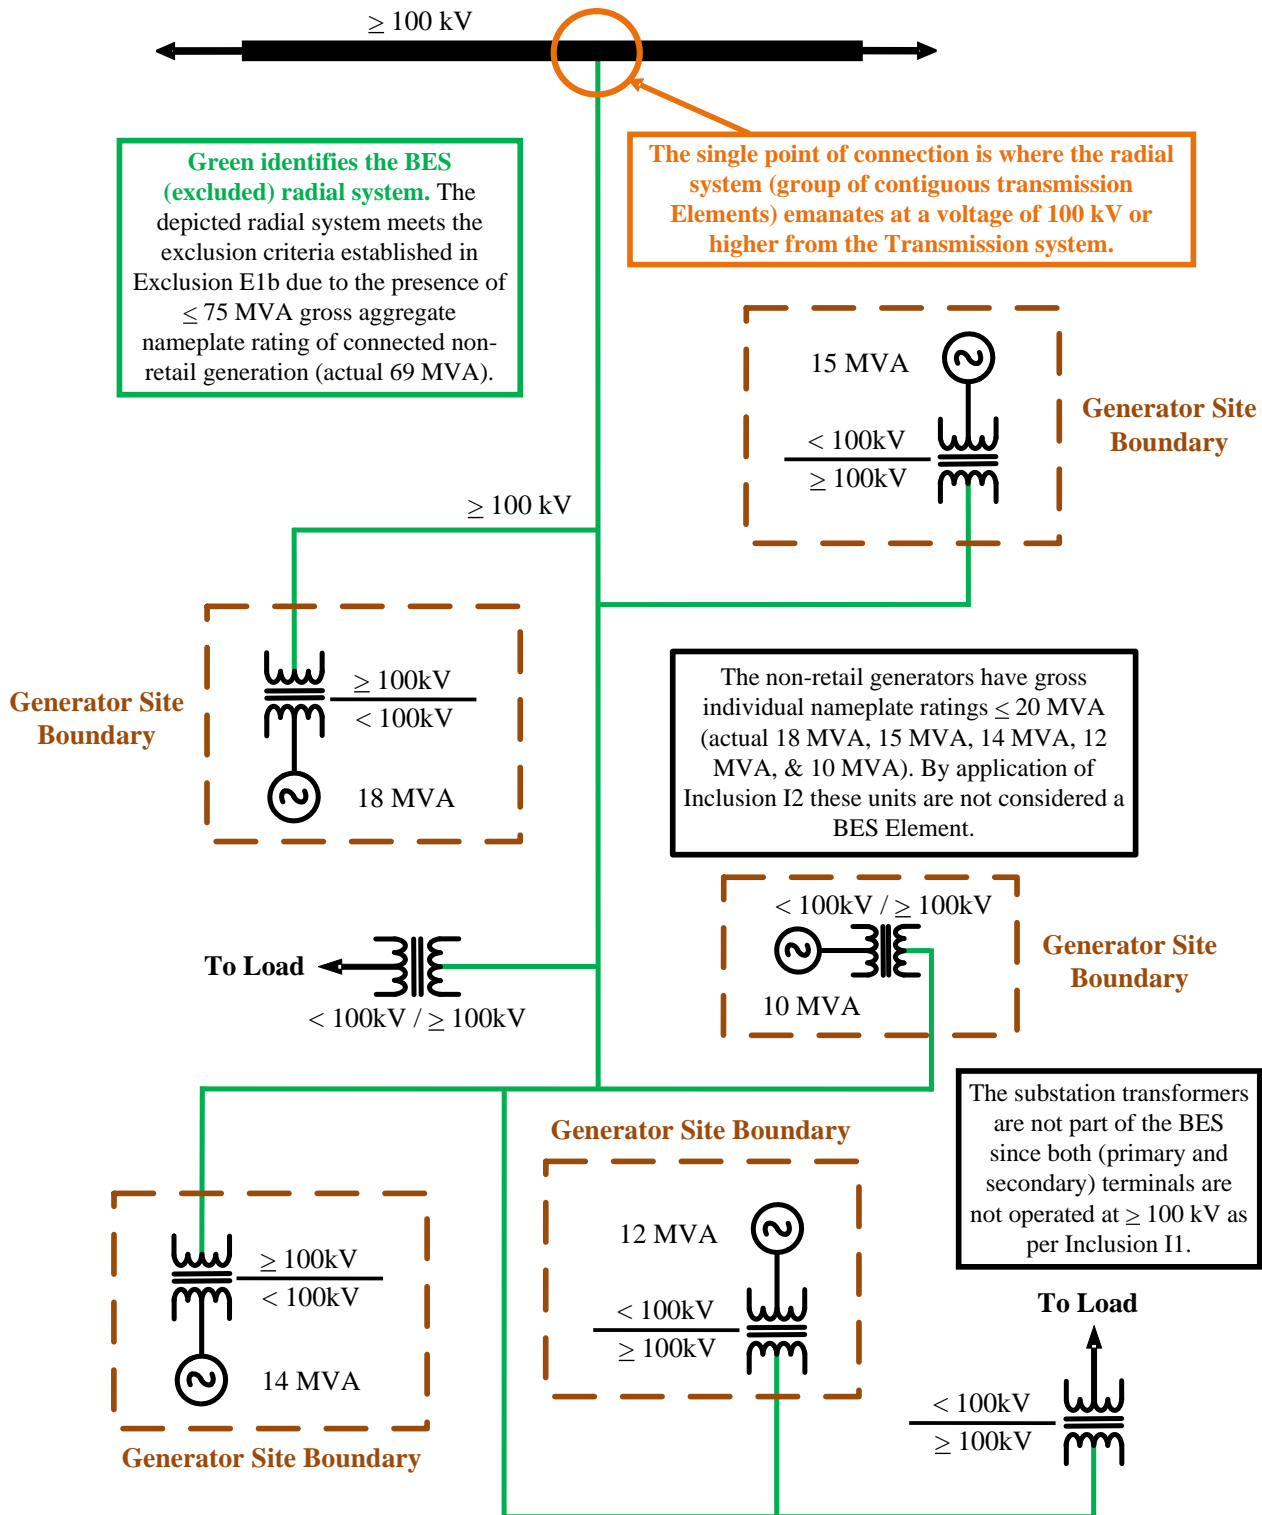 ≥ 100 kV
Green identifies the BES
(excluded) radial system. The
depicted radial system meets the
exclusion criteria established in
Exclusion E1b due to the presence of
≤ 75 MVA gross aggregate
nameplate rating of connected non-
retail generation (actual 69 MVA).
The single point of connection is where the radial
system (group of contiguous transmission
Elements) emanates at a voltage of 100 kV or
higher from the Transmission system.
15 MVA
< 100kV
≥ 100kV
Generator Site
Boundary
≥ 100 kV
Generator Site
Boundary
≥ 100kV
< 100kV
18 MVA
The non-retail generators have gross
individual nameplate ratings ≤ 20 MVA
(actual 18 MVA, 15 MVA, 14 MVA, 12
MVA, & 10 MVA). By application of
Inclusion I2 these units are not considered a
BES Element.
To Load
< 100kV / ≥ 100kV
< 100kV / ≥ 100kV
10 MVA
Generator Site
Boundary
The substation transformers
are not part of the BES
since both (primary and
secondary) terminals are
not operated at ≥ 100 kV as
per Inclusion I1.
Generator Site Boundary
12 MVA
< 100kV
≥ 100kV
≥ 100kV
< 100kV
14 MVA
Generator Site Boundary
To Load
< 100kV
≥ 100kV